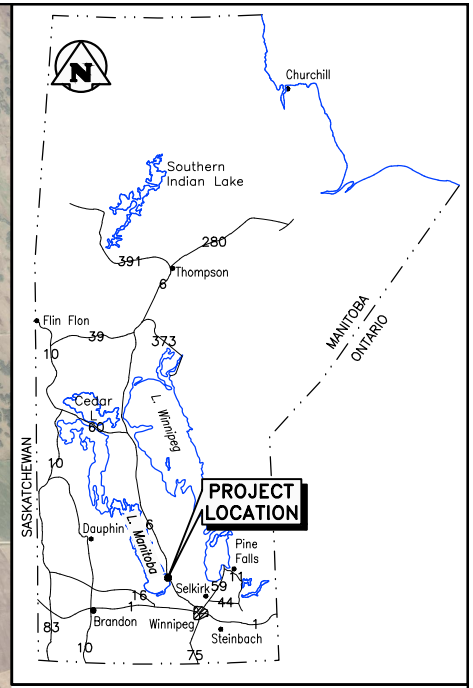 N
Churchill
Southern
Indian Lake
280
391
Thompson
6
Flin Flon
39
373
10
MANITOBA
ONTARIO
Cedar
L
60
L. Winnipeg
SASKATCHEWAN
10
PROJECT
LOCATION
6
Dauphin
L. Manitoba
Pine
Falls
11
59
Selkirk
16
44
1
Brandon
Winnipeg
1
83
Steinbach
10
75